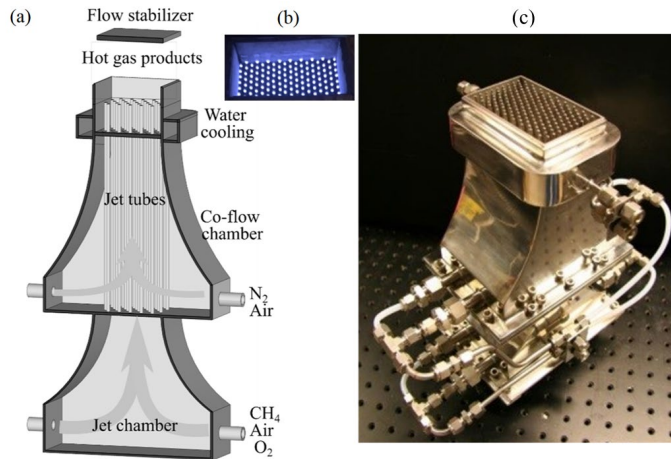 (a)
Flow stabilizer
Hot gas products
Water
cooling
Jet tubes
Co-flow
chamber
N₂
Air
CH₄
Jet chamber
Air
O₂
(b)
(c)